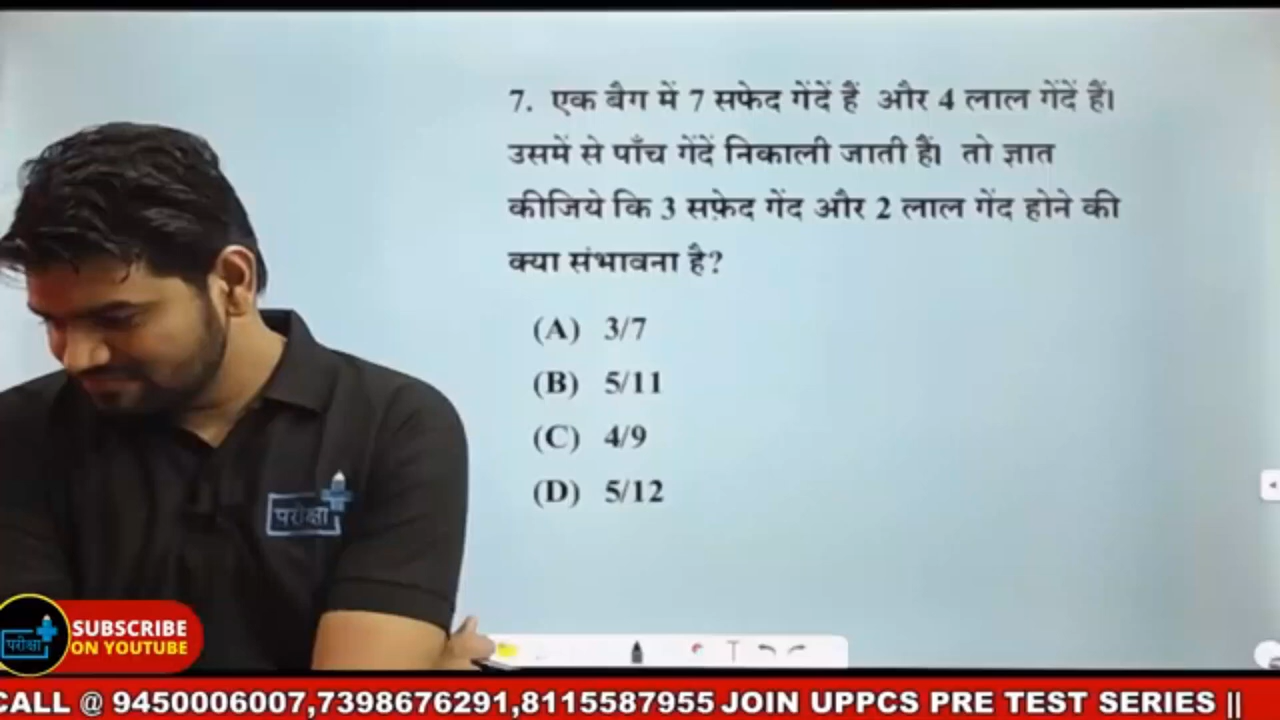 7. एक बैग में 7 सफेद गेंदें हैं और 4 लाल गेंदें हैं।
उसमें से पाँच गेंदें निकाली जाती हैं। तो ज्ञात
कीजिये कि 3 सफ़ेद गेंद और 2 लाल गेंद होने की
क्या संभावना है?
(A) 3/7
(B) 5/11
(C) 4/9
(D) 5/12
परीक्षा
परीक्षा
SUBSCRIBE
ON YOUTUBE
CALL @ 9450006007,7398676291,8115587955 JOIN UPPCS PRE TEST SERIES ||